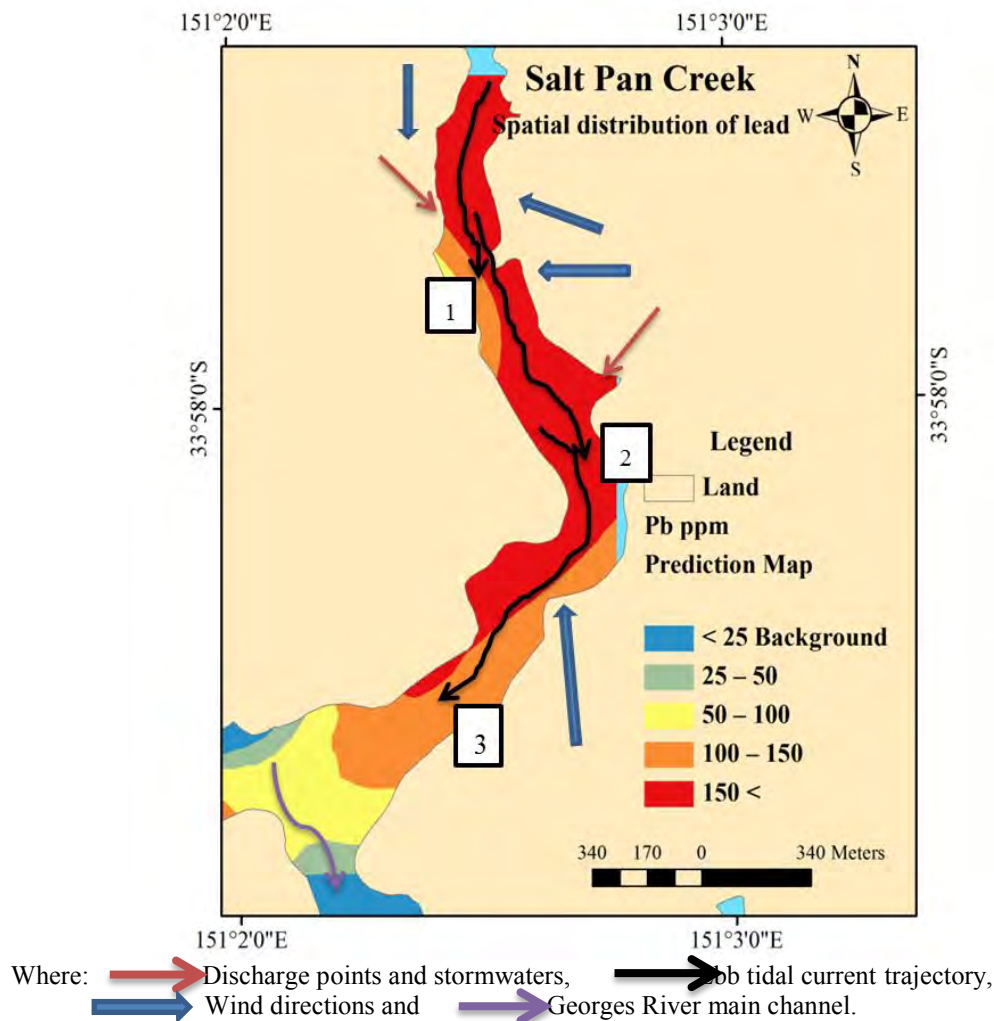 151°2'0"E 151°3'0"E
Salt Pan Creek
Spatial distribution of lead
N
W E
S
1
33°58'0"S 33°58'0"S
2
Legend
Land
Pb ppm
Prediction Map
< 25 Background
25 – 50
50 – 100
100 – 150
150 <
3
340 170 0 340 Meters
151°2'0"E 151°3'0"E
Where: Discharge points and stormwaters, bb tidal current trajectory,
Wind directions and Georges River main channel.